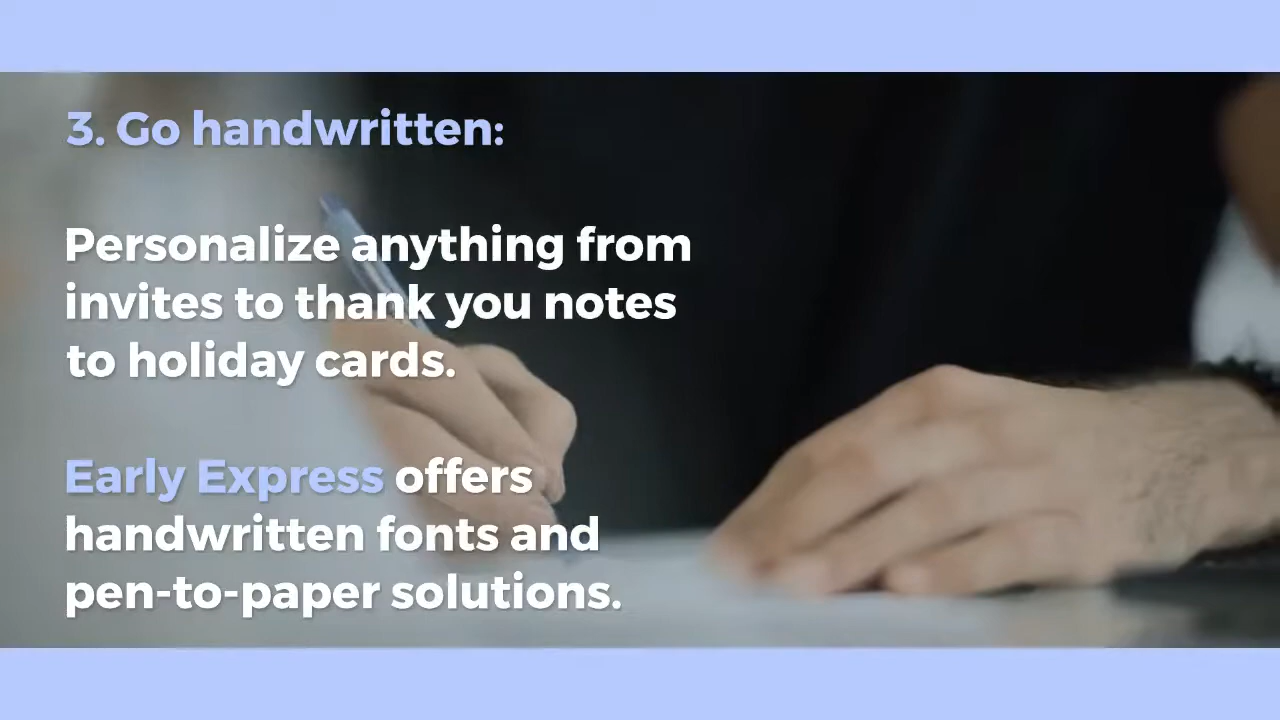 3. Go handwritten:
Personalize anything from
invites to thank you notes
to holiday cards.
Early Express offers
handwritten fonts and
pen-to-paper solutions.